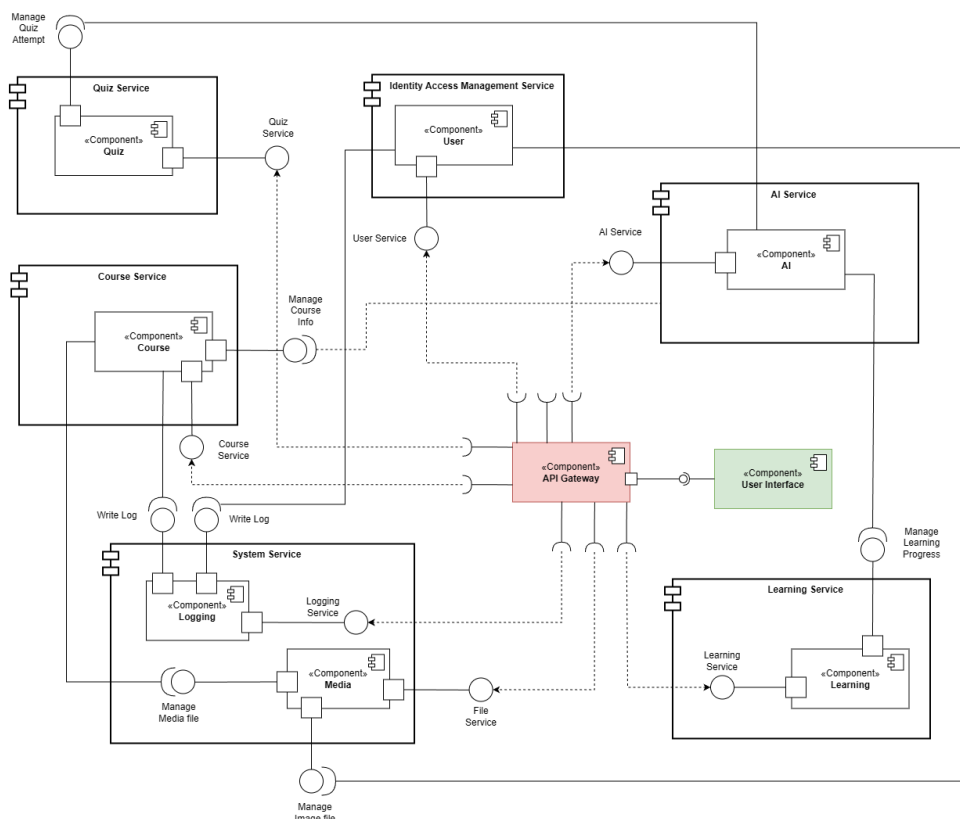 Manage
Quiz
Attempt
Quiz Service
«Component»
Quiz
Quiz
Service
Identity Access Management Service
«Component»
User
User Service
AI Service
AI Service
«Component»
AI
Course Service
«Component»
Course
Manage
Course
Info
Course
Service
«Component»
API Gateway
«Component»
User Interface
Write Log
Write Log
Manage
Learning
Progress
System Service
«Component»
Logging
Logging
Service
«Component»
Media
Manage
Media file
File
Service
Learning Service
Learning
Service
«Component»
Learning
Manage
Image file